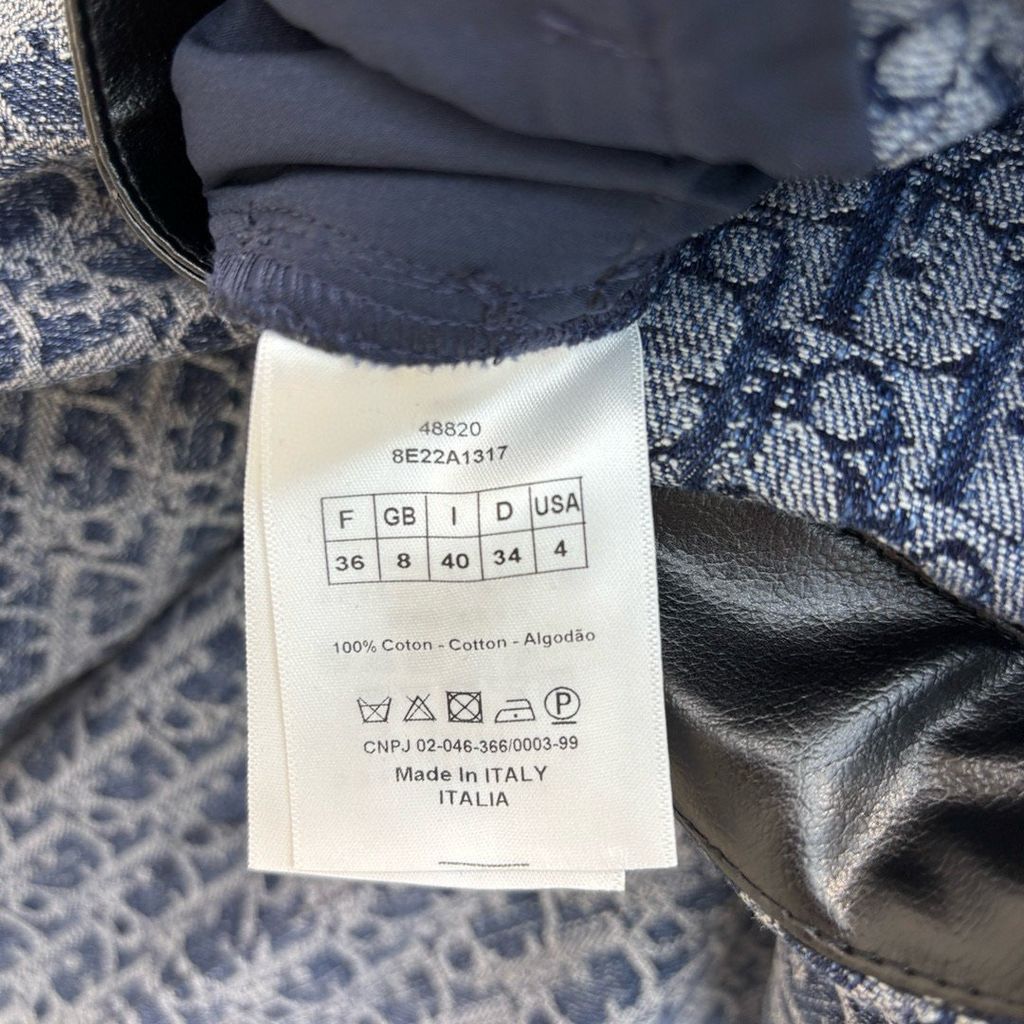 48820
8E22A1317
F GB I D USA
36 8 40 34 4
100% Coton - Cotton - Algodão
P
CNPJ 02-046-366/0003-99
Made In ITALY
ITALIA